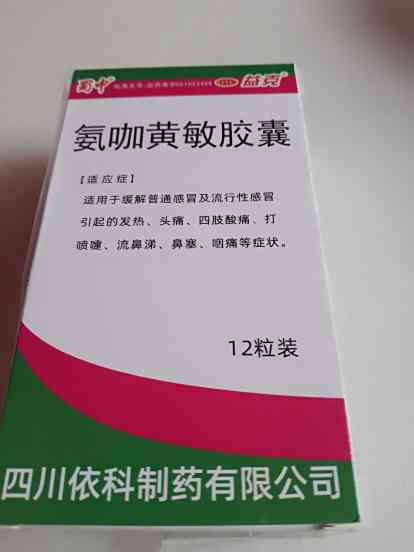 蜀中 OTC 益克
氨咖黄敏胶囊
【适应症】
适用于缓解普通感冒及流行性感冒
引起的发热、头痛、四肢酸痛、打
喷嚏、流鼻涕、鼻塞、咽痛等症状。
12粒装
四川依科制药有限公司